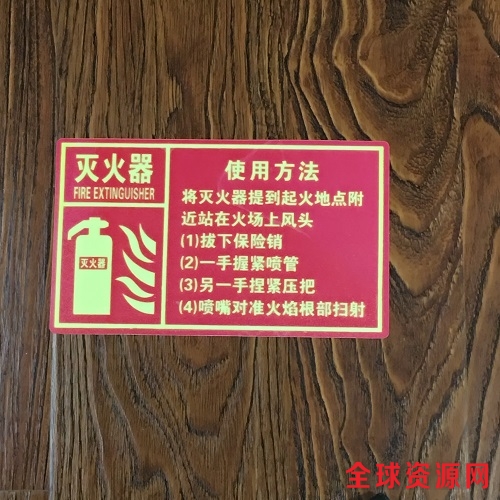 灭火器
FIRE EXTINGUISHER
灭火器
使用方法
将灭火器提到起火地点附
近站在火场上风头
(1)拔下保险销
(2)一手握紧喷管
(3)另一手捏紧压把
(4)喷嘴对准火焰根部扫射
全球资源网